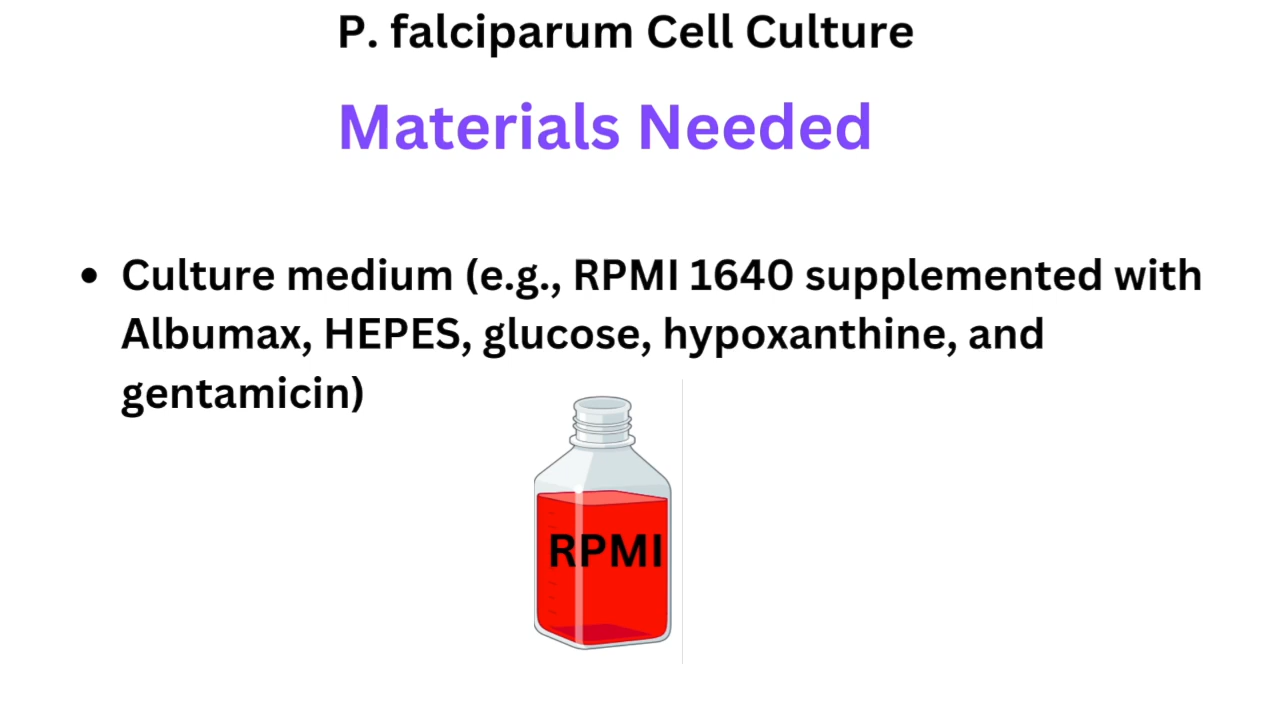 P. falciparum Cell Culture
Materials Needed
• Culture medium (e.g., RPMI 1640 supplemented with
Albumax, HEPES, glucose, hypoxanthine, and
gentamicin)
RPMI